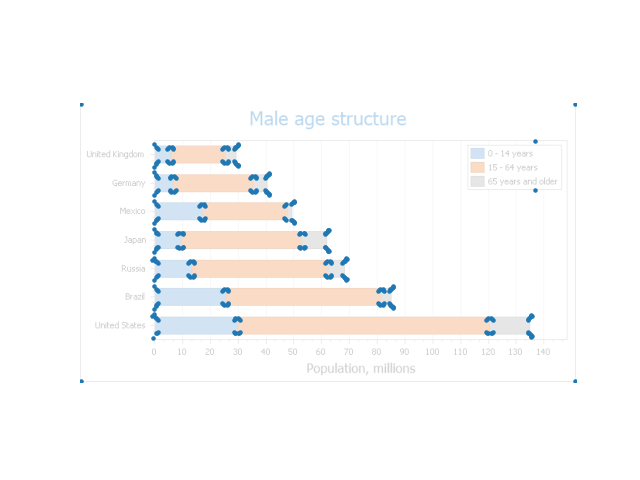 Male age structure
United Kingdom
Germany
Mexico
Japan
Russia
Brazil
United States
0 - 14 years
15 - 64 years
65 years and older
0 10 20 30 40 50 60 70 80 90 100 110 120 130 140
Population, millions